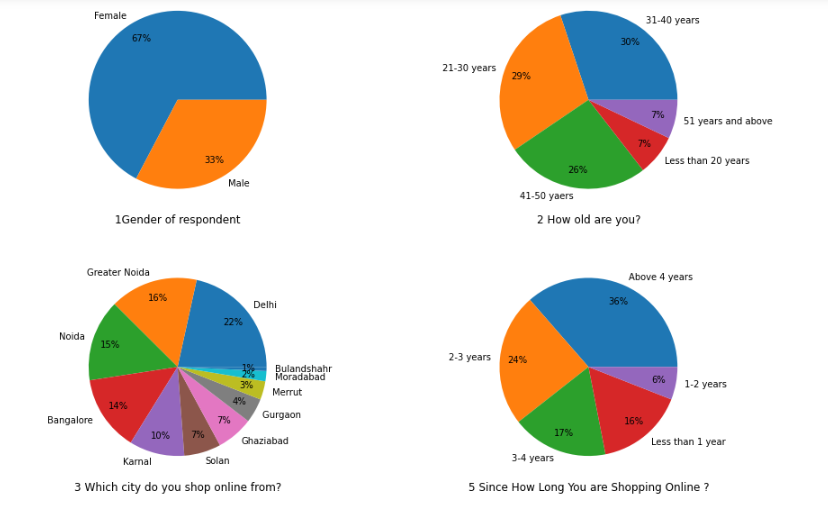 Female
67%
33%
Male
1Gender of respondent
31-40 years
30%
21-30 years
29%
7%
51 years and above
7%
Less than 20 years
26%
41-50 yaers
2 How old are you?
Greater Noida
16%
Delhi
22%
Noida
15%
1%
Bulandshahr
2%
Moradabad
3%
Merrut
4%
Gurgaon
14%
Bangalore
7%
Ghaziabad
10%
7%
Karnal
Solan
3 Which city do you shop online from?
Above 4 years
36%
2-3 years
24%
6%
1-2 years
16%
Less than 1 year
17%
3-4 years
5 Since How Long You are Shopping Online ?